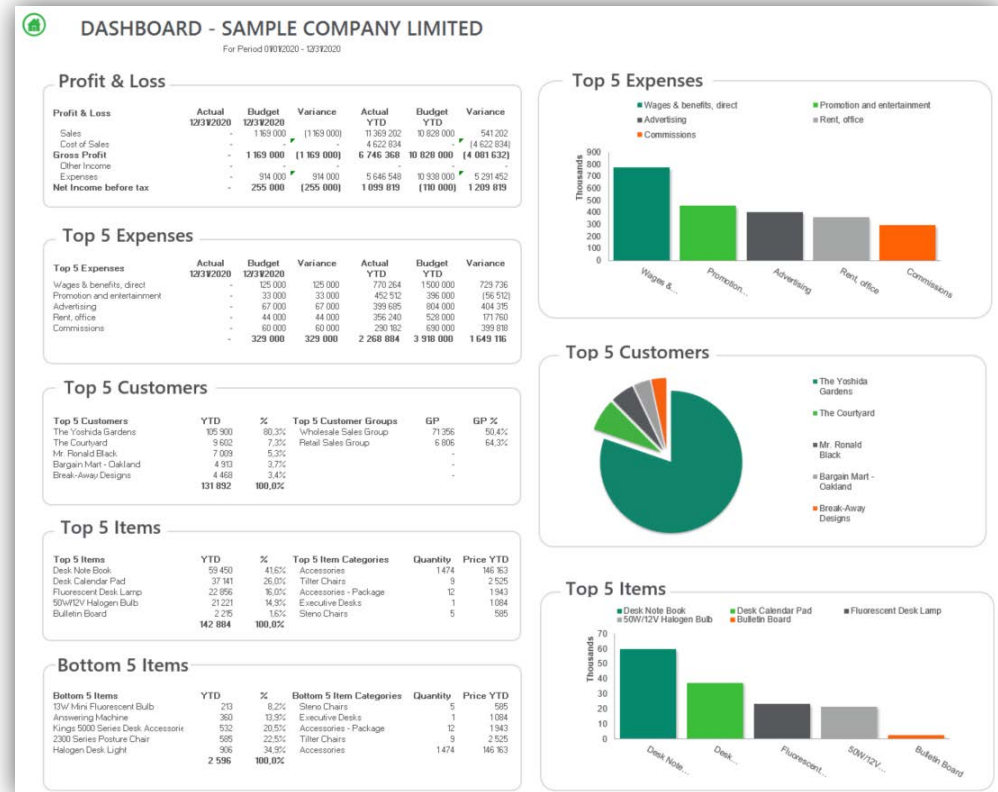 DASHBOARD - SAMPLE COMPANY LIMITED
For Period 01/01/2020 - 12/31/2020
Profit & Loss
Profit & Loss Actual Budget Variance Actual Budget Variance
12/31/2020 12/31/2020 YTD YTD
Sales - 1 169 000 (1 169 000) 11 369 202 10 828 000 541 202
Cost of Sales - - - 4 622 834 - (4 622 834)
Gross Profit - 1 169 000 (1 169 000) 6 746 368 10 828 000 (4 081 632)
Other Income - - - - - -
Expenses - 914 000 914 000 5 646 548 10 938 000 5 291 452
Net Income before tax - 255 000 (255 000) 1 099 819 (110 000) 1 209 819
Top 5 Expenses
Top 5 Expenses Actual Budget Variance Actual Budget Variance
12/31/2020 12/31/2020 YTD YTD
Wages & benefits, direct - 125 000 125 000 770 264 1 500 000 729 736
Promotion and entertainment - 33 000 33 000 452 512 396 000 (56 512)
Advertising - 67 000 67 000 399 685 804 000 404 315
Rent, office - 44 000 44 000 356 240 528 000 171 760
Commissions - 60 000 60 000 290 182 690 000 399 818
- 329 000 329 000 2 268 884 3 918 000 1 649 116
Top 5 Customers
Top 5 Customers YTD % Top 5 Customer Groups GP GP %
The Yoshida Gardens 105 900 80,3% Wholesale Sales Group 71 356 50,4%
The Courtyard 9 602 7,3% Retail Sales Group 6 806 64,3%
Mr. Ronald Black 7 009 5,3% -
Bargain Mart - Oakland 4 913 3,7% -
Break-Away Designs 4 468 3,4% -
131 892 100,0%
Top 5 Items
Top 5 Items YTD % Top 5 Item Categories Quantity Price YTD
Desk Note Book 59 450 41,6% Accessories 1 474 146 163
Desk Calendar Pad 37 141 26,0% Tilter Chairs 9 2 525
Fluorescent Desk Lamp 22 856 16,0% Accessories - Package 12 1 943
50W/12V Halogen Bulb 21 221 14,9% Executive Desks 1 1 084
Bulletin Board 2 215 1,6% Steno Chairs 5 585
142 884 100,0%
Bottom 5 Items
Bottom 5 Items YTD % Bottom 5 Item Categories Quantity Price YTD
13W Mini Fluorescent Bulb 213 8,2% Steno Chairs 5 585
Answering Machine 360 13,9% Executive Desks 1 1 084
Kings 5000 Series Desk Accessorie 532 20,5% Accessories - Package 12 1 943
2300 Series Posture Chair 585 22,5% Tilter Chairs 9 2 525
Halogen Desk Light 906 34,9% Accessories 1 474 146 163
2 596 100,0%
Top 5 Expenses
Wages & benefits, direct Promotion and entertainment
Advertising Rent, office
Commissions
Thousands
900
800
700
600
500
400
300
200
100
0
Wages &...
Promotion...
Advertising
Rent, office
Commissions
Top 5 Customers
The Yoshida
Gardens
The Courtyard
Mr. Ronald
Black
Bargain Mart -
Oakland
Break-Away
Designs
Top 5 Items
Desk Note Book Desk Calendar Pad Fluorescent Desk Lamp
50W/12V Halogen Bulb Bulletin Board
Thousands
70
60
50
40
30
20
10
0
Desk Note...
Desk...
Fluorescent...
50W/12V...
Bulletin Board